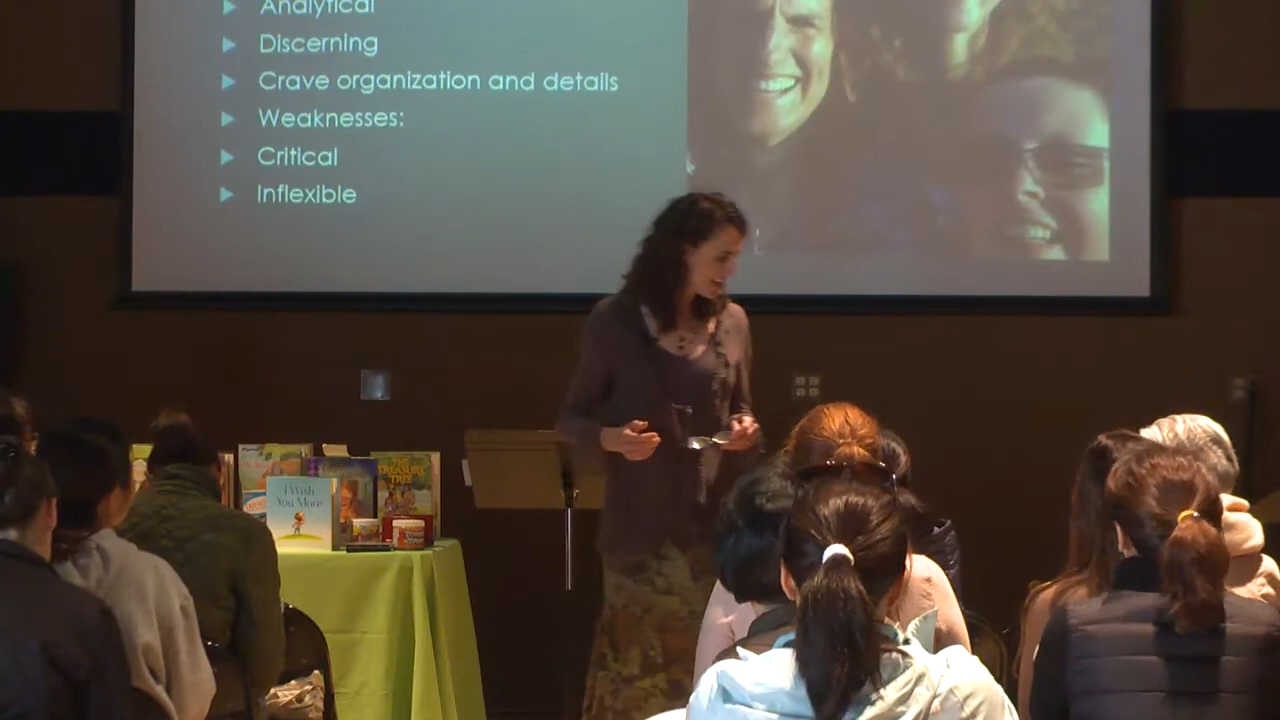 Analytical
Discerning
Crave organization and details
Weaknesses:
Critical
Inflexible
THE
TREASURE
TREE
I Wish
You More